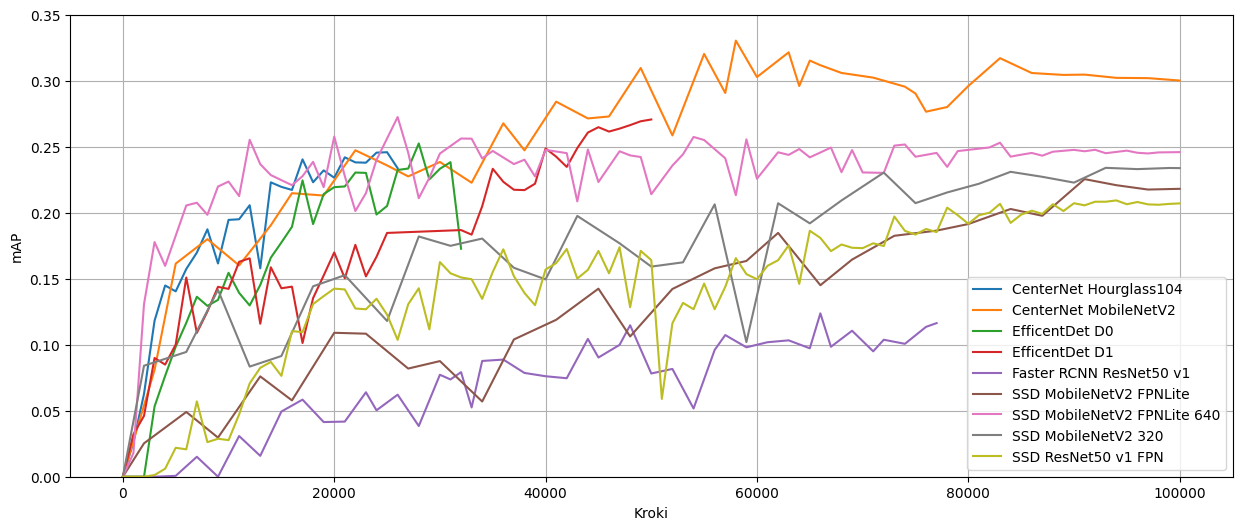 0.35
0.30
0.25
0.20
0.15
0.10
0.05
0.00
mAP
0 20000 40000 60000 80000 100000
Kroki
CenterNet Hourglass104
CenterNet MobileNetV2
EfficentDet D0
EfficentDet D1
Faster RCNN ResNet50 v1
SSD MobileNetV2 FPNLite
SSD MobileNetV2 FPNLite 640
SSD MobileNetV2 320
SSD ResNet50 v1 FPN